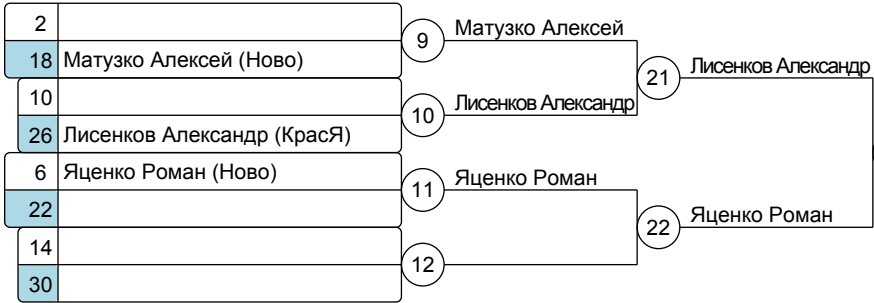 2
18 Матузко Алексей (Ново)
9 Матузко Алексей
10
26 Лисенков Александр (КрасЯ)
10 Лисенков Александр
21 Лисенков Александр
6 Яценко Роман (Ново)
22
11 Яценко Роман
14
30
12
22 Яценко Роман